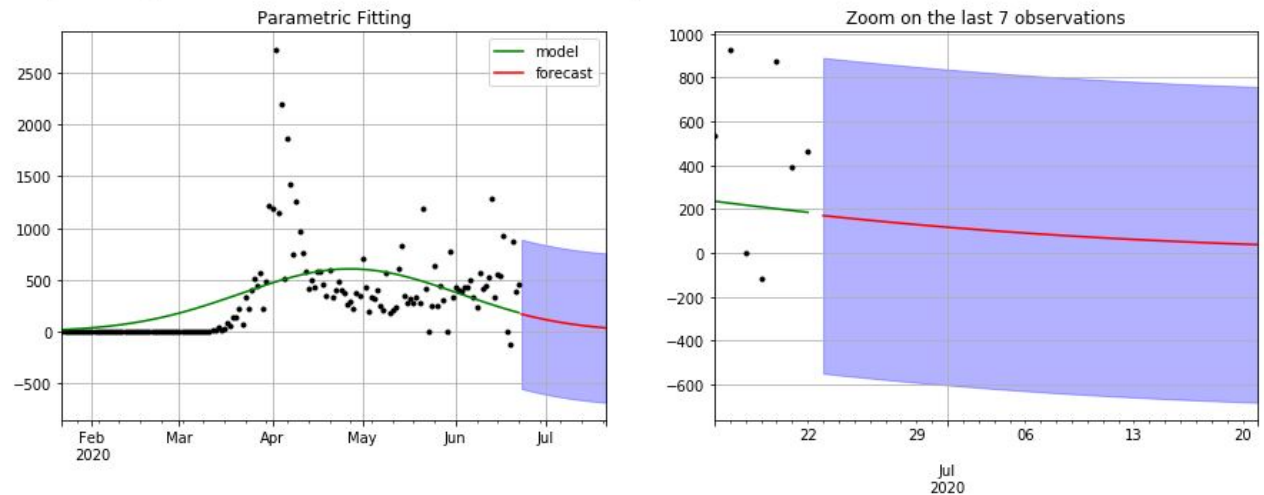 Parametric Fitting
model
forecast
2500
2000
1500
1000
500
0
−500
Feb
2020
Mar
Apr
May
Jun
Jul
Zoom on the last 7 observations
1000
800
600
400
200
0
−200
−400
−600
22
29
06
13
20
Jul
2020